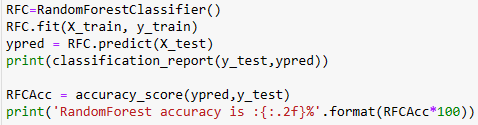 RFC=RandomForestClassifier()
RFC.fit(X_train, y_train)
ypred = RFC.predict(X_test)
print(classification_report(y_test,ypred))
RFCAcc = accuracy_score(ypred,y_test)
print('RandomForest accuracy is :{:.2f}%'.format(RFCAcc*100))